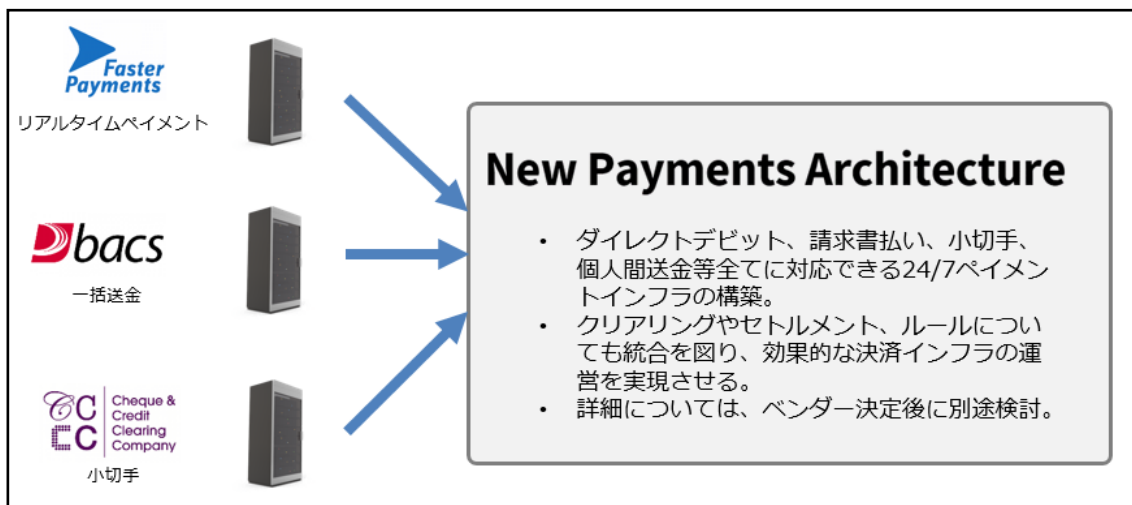 Faster
Payments
リアルタイムペイメント
bacs
一括送金
Cheque &
Credit
Clearing
Company
小切手
New Payments Architecture
• ダイレクトデビット、請求書払い、小切手、
個人間送金等全てに対応できる24/7ペイメン
トインフラの構築。
• クリアリングやセトルメント、ルールについ
ても統合を図り、効果的な決済インフラの運
営を実現させる。
• 詳細については、ベンダー決定後に別途検討。